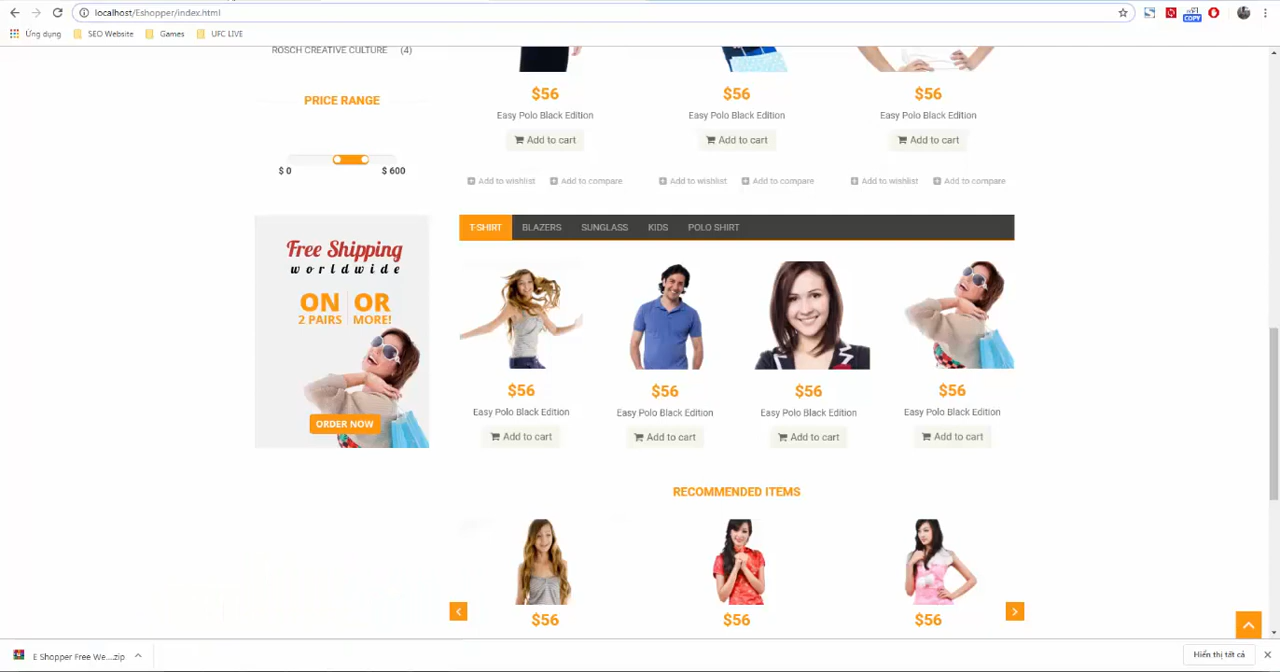 localhost/Eshopper/index.html
Ứng dụng SEO Website Games UFC LIVE
COPY
ROSCH CREATIVE CULTURE (4)
PRICE RANGE
$ 0 $ 600
$56 $56 $56
Easy Polo Black Edition Easy Polo Black Edition Easy Polo Black Edition
Add to cart Add to cart Add to cart
Add to wishlist Add to compare Add to wishlist Add to compare Add to wishlist Add to compare
Free Shipping
worldwide
ON OR
2 PAIRS MORE!
ORDER NOW
T-SHIRT BLAZERS SUNGLASS KIDS POLO SHIRT
$56 $56 $56 $56
Easy Polo Black Edition Easy Polo Black Edition Easy Polo Black Edition Easy Polo Black Edition
Add to cart Add to cart Add to cart Add to cart
RECOMMENDED ITEMS
$56 $56 $56
E Shopper Free We....zip
Hiển thị tất cả